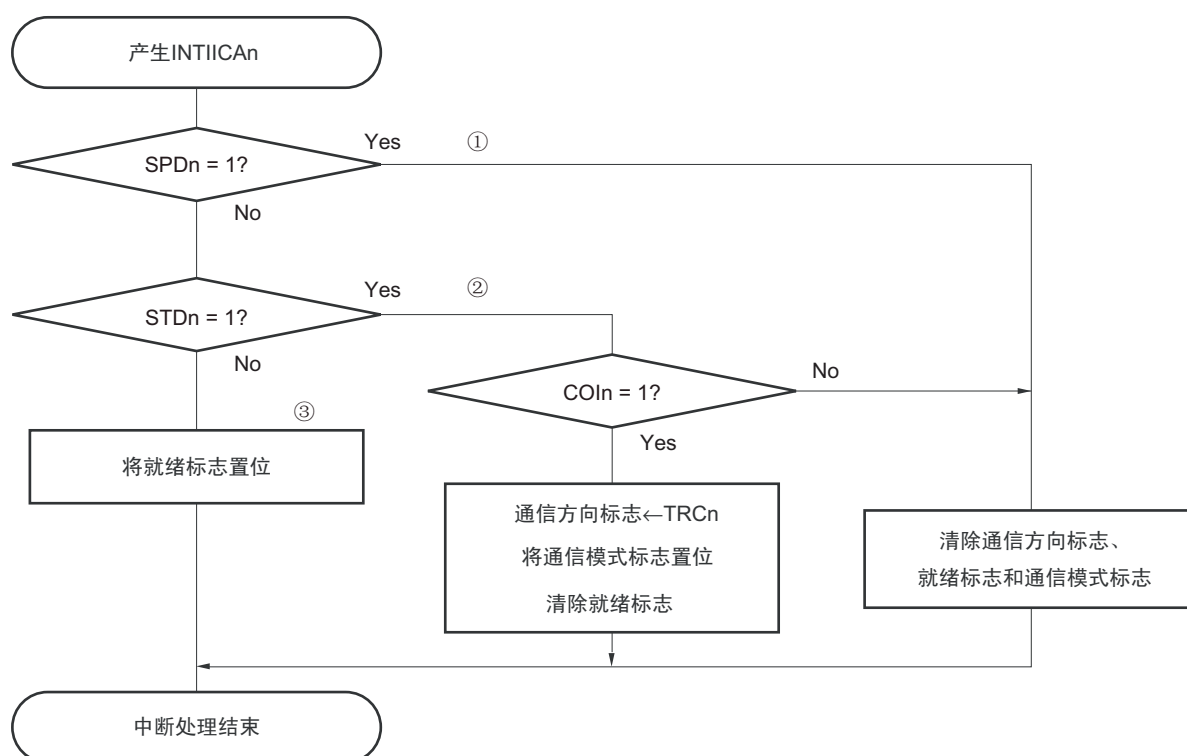 产生INTIICAn
Yes
①
SPDn = 1?
No
Yes
②
STDn = 1?
No
COIn = 1?
No
③
Yes
将就绪标志置位
通信方向标志←TRCn
将通信模式标志置位
清除就绪标志
清除通信方向标志、
就绪标志和通信模式标志
中断处理结束